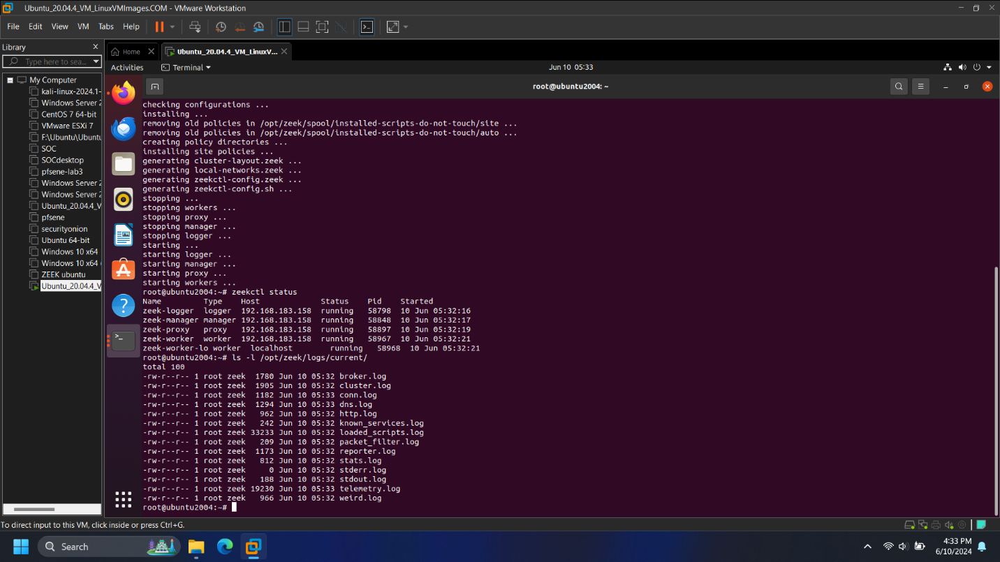 Ubuntu_20.04.4_VM_LinuxVMImages.COM - VMware Workstation
File Edit View VM Tabs Help
Library
Type here to sea...
My Computer
kali-linux-2024.1-
Windows Server 2
CentOS 7 64-bit
VMware ESXi 7
F:\Ubuntu\Ubuntu
SOC
SOCdesktop
pfsene-lab3
Windows Server 2
Windows Server 2
Ubuntu_20.04.4_V
pfsene
securityonion
Ubuntu 64-bit
Windows 10 x64
Windows 10 x64
ZEEK ubuntu
Ubuntu_20.04.4_V
Home
Ubuntu_20.04.4_VM_LinuxV...
Activities
Terminal
Jun 10 05:33
root@ubuntu2004: ~
checking configurations ...
installing ...
removing old policies in /opt/zeek/spool/installed-scripts-do-not-touch/site ...
removing old policies in /opt/zeek/spool/installed-scripts-do-not-touch/auto ...
creating policy directories ...
installing site policies ...
generating cluster-layout.zeek ...
generating local-networks.zeek ...
generating zeekctl-config.zeek ...
generating zeekctl-config.sh ...
stopping ...
stopping workers ...
stopping proxy ...
stopping manager ...
stopping logger ...
starting ...
starting logger ...
starting manager ...
starting proxy ...
starting workers ...
root@ubuntu2004:~# zeekctl status
Name Type Host Status Pid Started
zeek-logger logger 192.168.183.158 running 58798 10 Jun 05:32:16
zeek-manager manager 192.168.183.158 running 58848 10 Jun 05:32:17
zeek-proxy proxy 192.168.183.158 running 58897 10 Jun 05:32:19
zeek-worker worker 192.168.183.158 running 58967 10 Jun 05:32:21
zeek-worker-lo worker localhost running 58968 10 Jun 05:32:21
root@ubuntu2004:~# ls -l /opt/zeek/logs/current/
total 100
-rw-r--r-- 1 root zeek 1780 Jun 10 05:32 broker.log
-rw-r--r-- 1 root zeek 1905 Jun 10 05:32 cluster.log
-rw-r--r-- 1 root zeek 1182 Jun 10 05:33 conn.log
-rw-r--r-- 1 root zeek 1294 Jun 10 05:33 dns.log
-rw-r--r-- 1 root zeek 962 Jun 10 05:32 http.log
-rw-r--r-- 1 root zeek 242 Jun 10 05:32 known_services.log
-rw-r--r-- 1 root zeek 33233 Jun 10 05:32 loaded_scripts.log
-rw-r--r-- 1 root zeek 209 Jun 10 05:32 packet_filter.log
-rw-r--r-- 1 root zeek 1173 Jun 10 05:32 reporter.log
-rw-r--r-- 1 root zeek 812 Jun 10 05:32 stats.log
-rw-r--r-- 1 root zeek 0 Jun 10 05:32 stderr.log
-rw-r--r-- 1 root zeek 188 Jun 10 05:32 stdout.log
-rw-r--r-- 1 root zeek 19230 Jun 10 05:33 telemetry.log
-rw-r--r-- 1 root zeek 966 Jun 10 05:32 weird.log
root@ubuntu2004:~#
To direct input to this VM, click inside or press Ctrl+G.
Search
4:33 PM
6/10/2024